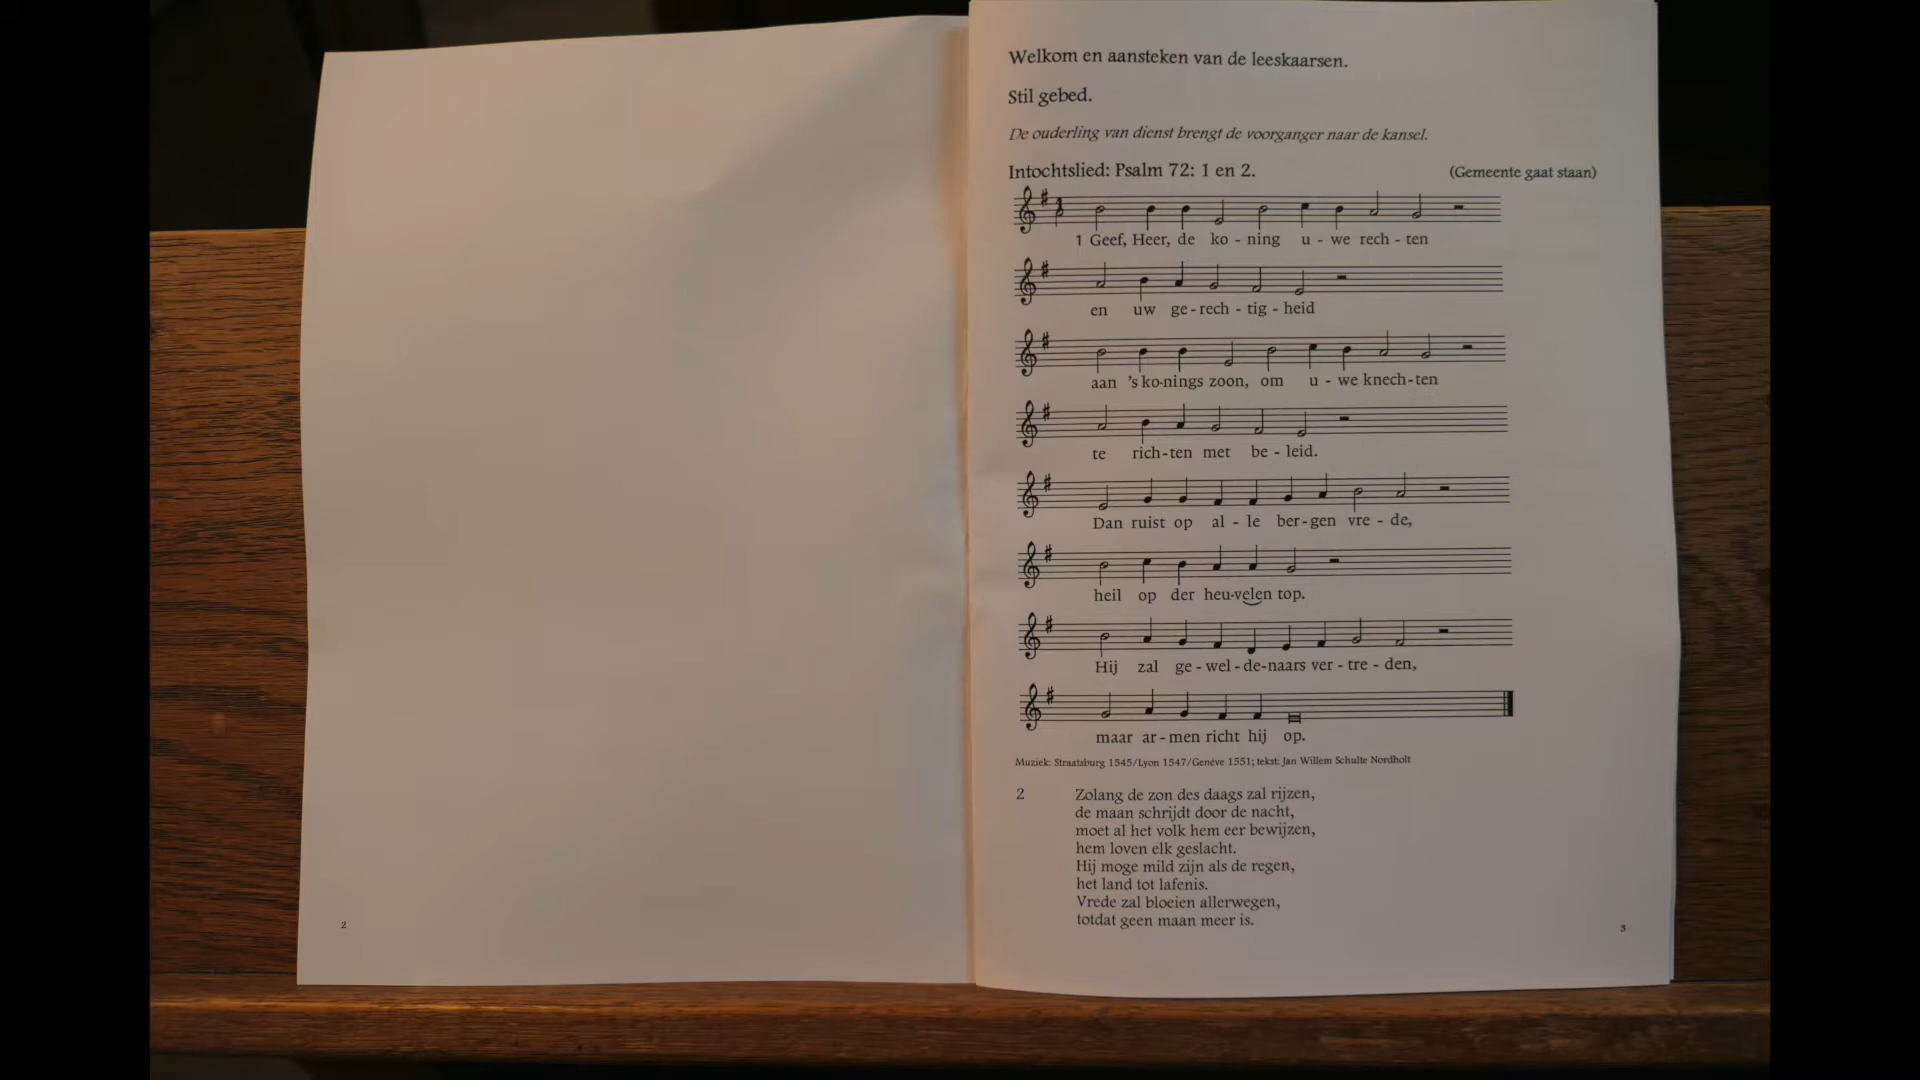 Welkom en aansteken van de leeskaarsen.
Stil gebed.
De ouderling van dienst brengt de voorganger naar de kansel.
Intochtslied: Psalm 72: 1 en 2. (Gemeente gaat staan)
1 Geef, Heer, de ko - ning u - we rech - ten
en uw ge - rech - tig - heid
aan 's ko-nings zoon, om u - we knech-ten
te rich-ten met be - leid.
Dan ruist op al - le ber-gen vre - de,
heil op der heu-velen top.
Hij zal ge - wel - de-naars ver - tre - den,
maar ar - men richt hij op.
Muziek: Straatsburg 1545/Lyon 1547/Genève 1551; tekst: Jan Willem Schulte Nordholt
2 Zolang de zon des daags zal rijzen,
de maan schrijdt door de nacht,
moet al het volk hem eer bewijzen,
hem loven elk geslacht.
Hij moge mild zijn als de regen,
het land tot lafenis.
Vrede zal bloeien allerwegen,
totdat geen maan meer is.
2
3